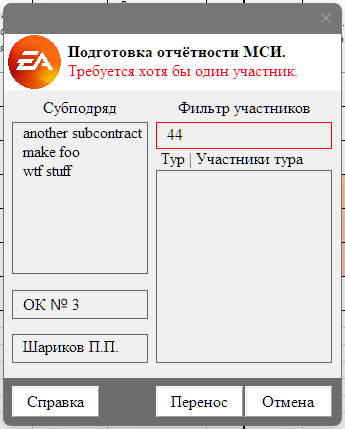 EA
Подготовка отчётности МСИ.
Требуется хотя бы один участник.
Субподряд
Фильтр участников
another subcontract
make foo
wtf stuff
44
Тур | Участники тура
ОК № 3
Шариков П.П.
Справка
Перенос
Отмена